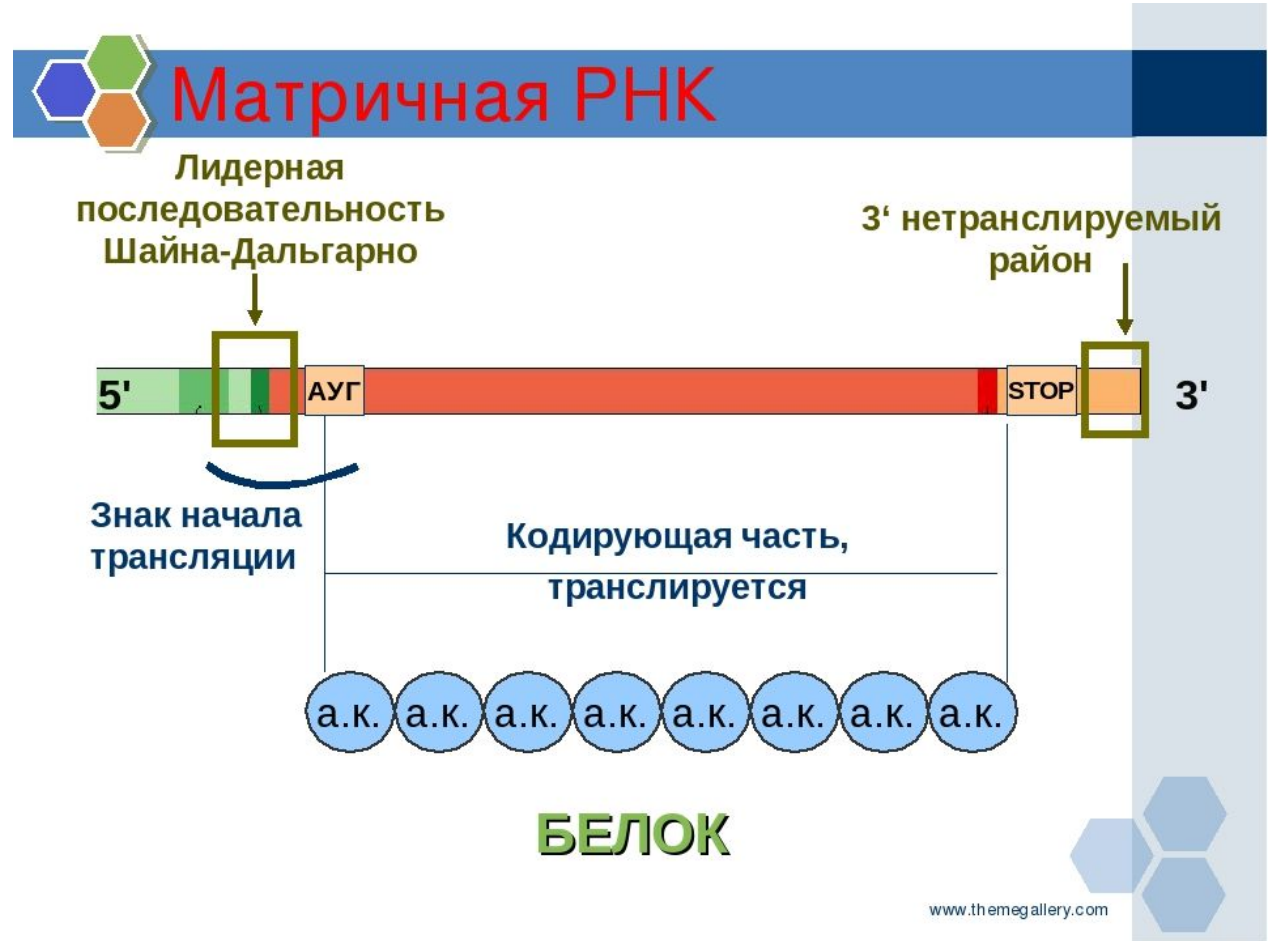 Матричная РНК
Лидерная
последовательность
Шайна-Дальгарно
3‘ нетранслируемый
район
5'
АУГ
STOP
3'
Знак начала
трансляции
Кодирующая часть,
транслируется
а.к. а.к. а.к. а.к. а.к. а.к. а.к. а.к.
БЕЛОК
www.themegallery.com